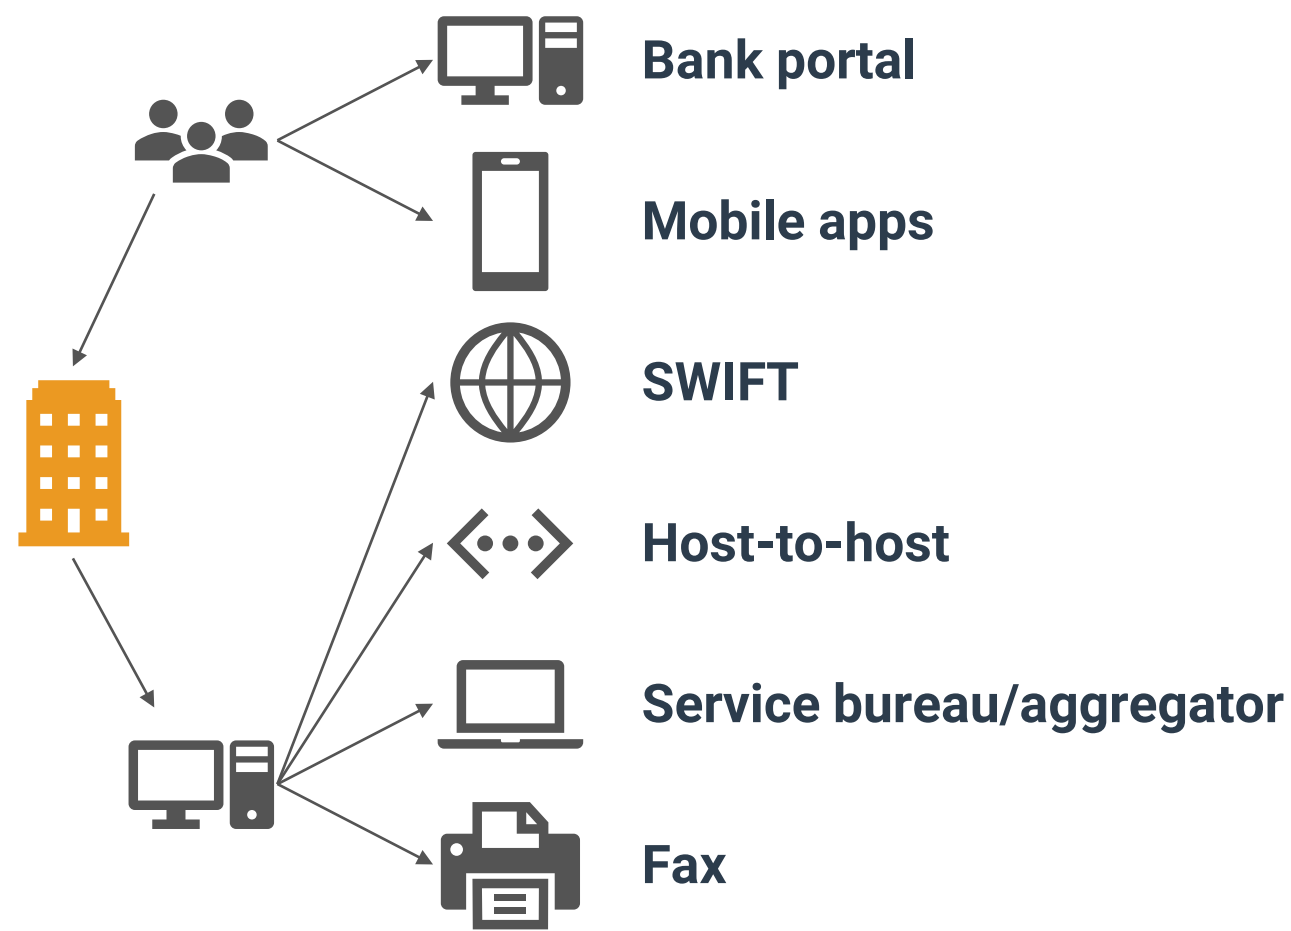 Bank portal
Mobile apps
SWIFT
Host-to-host
Service bureau/aggregator
Fax